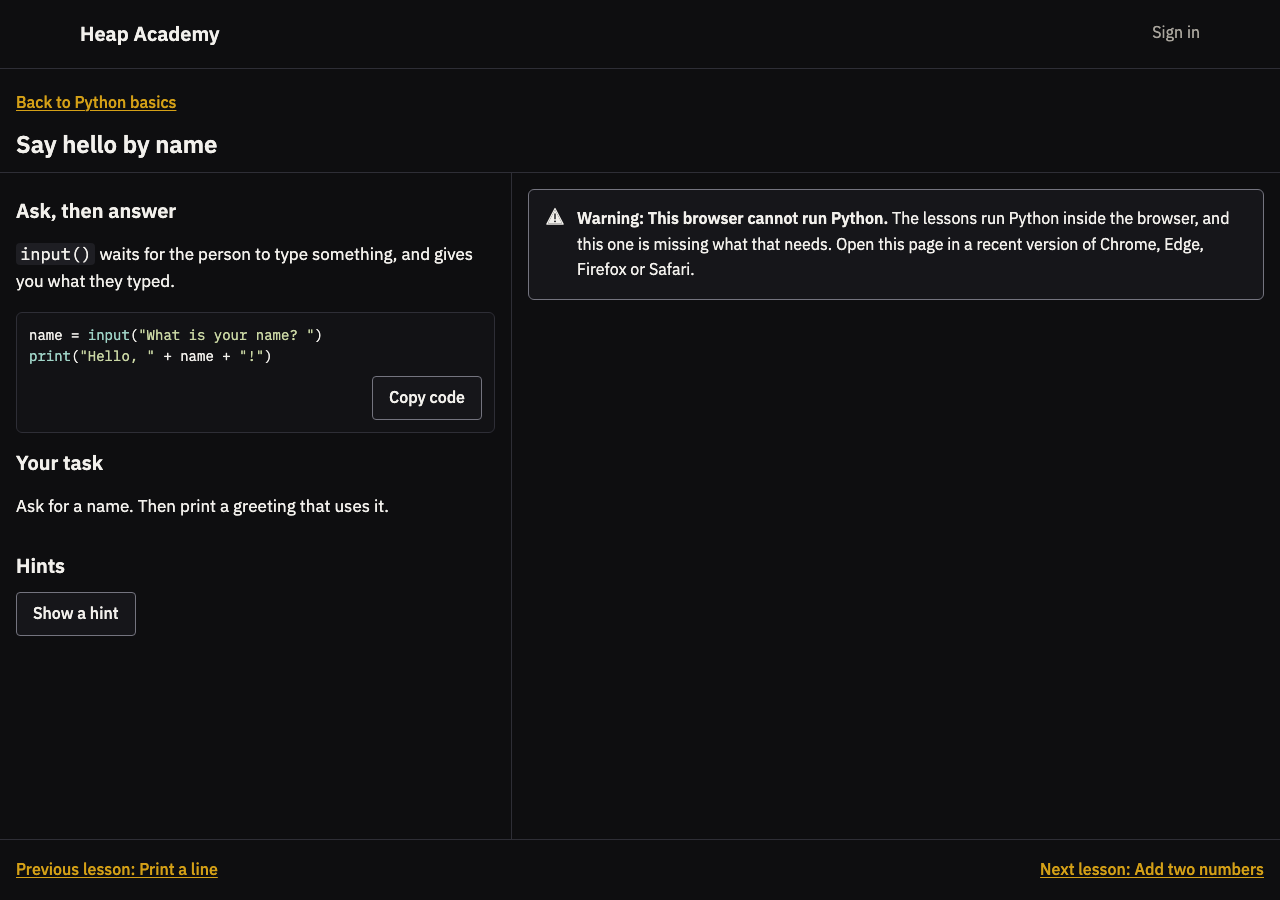 Heap Academy
Sign in
Back to Python basics
Say hello by name
Ask, then answer
input() waits for the person to type something, and gives
you what they typed.
name = input("What is your name? ")
print("Hello, " + name + "!")
Copy code
Your task
Ask for a name. Then print a greeting that uses it.
Hints
Show a hint
Warning: This browser cannot run Python. The lessons run Python inside the browser, and
this one is missing what that needs. Open this page in a recent version of Chrome, Edge,
Firefox or Safari.
Previous lesson: Print a line
Next lesson: Add two numbers